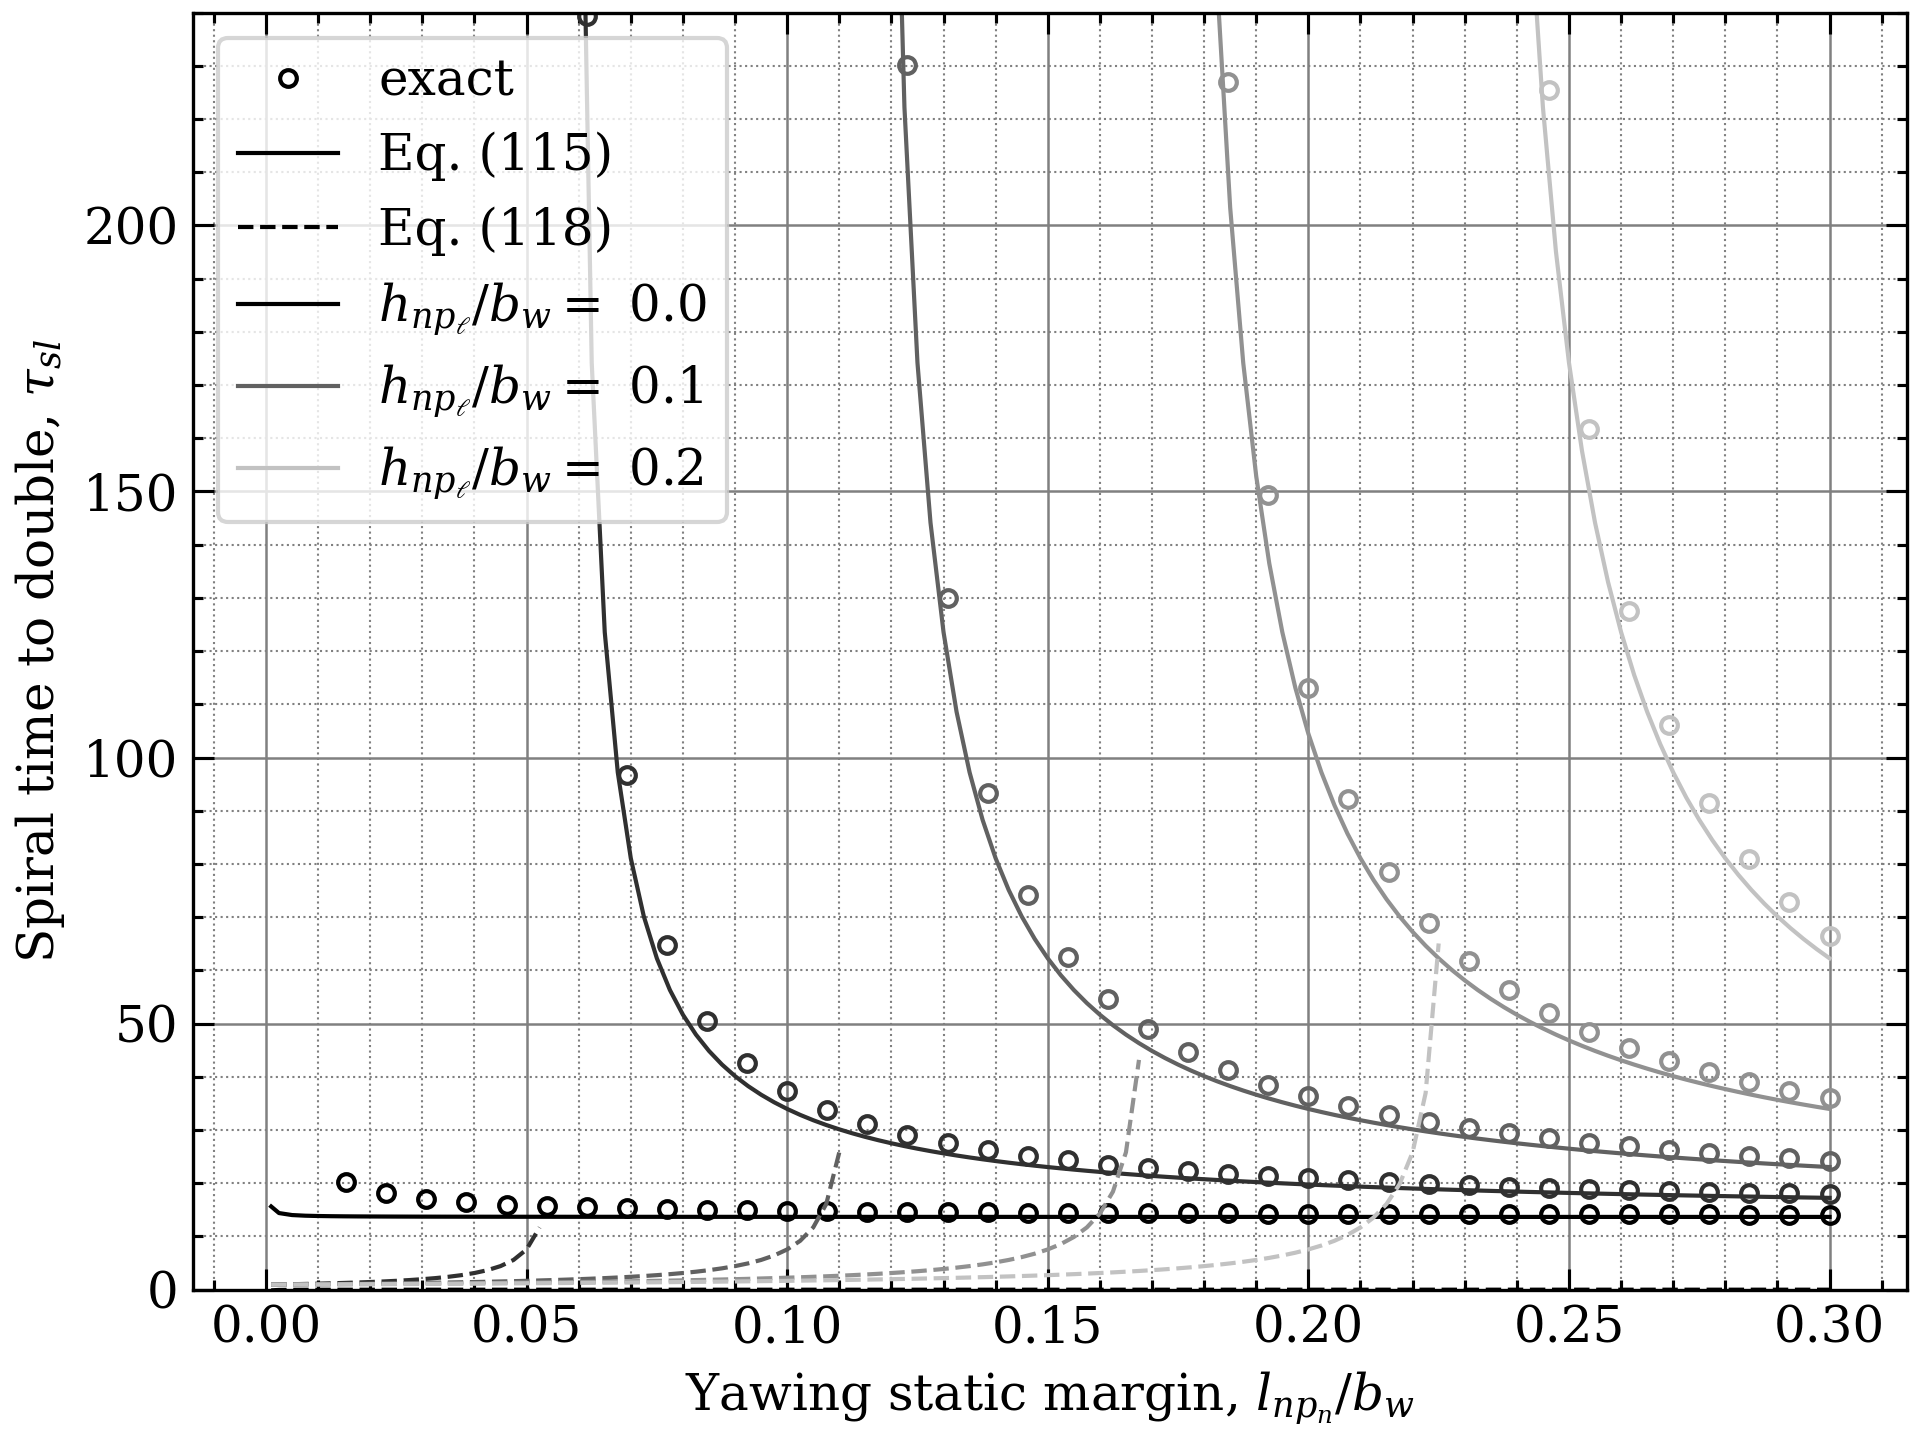 exact
Eq. (115)
Eq. (118)
h_{np_ℓ}/b_w = 0.0
h_{np_ℓ}/b_w = 0.1
h_{np_ℓ}/b_w = 0.2
Spiral time to double, τ_{sl}
200
150
100
50
0
0.00 0.05 0.10 0.15 0.20 0.25 0.30
Yawing static margin, l_{np_n}/b_w